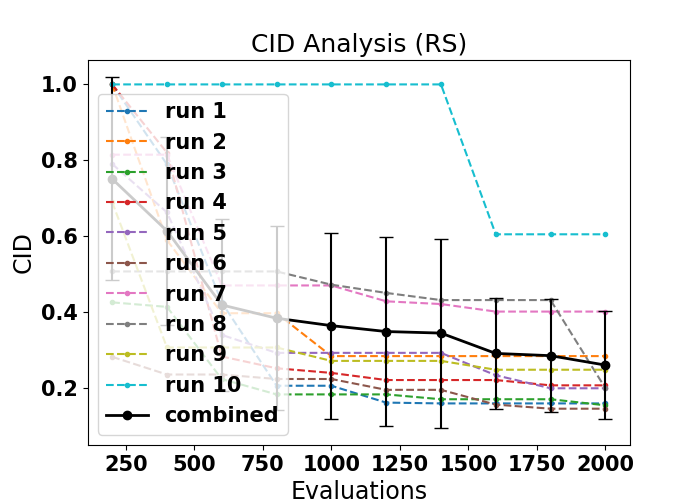 CID Analysis (RS)
1.0
0.8
0.6
0.4
0.2
CID
run 1
run 2
run 3
run 4
run 5
run 6
run 7
run 8
run 9
run 10
combined
250 500 750 1000 1250 1500 1750 2000
Evaluations